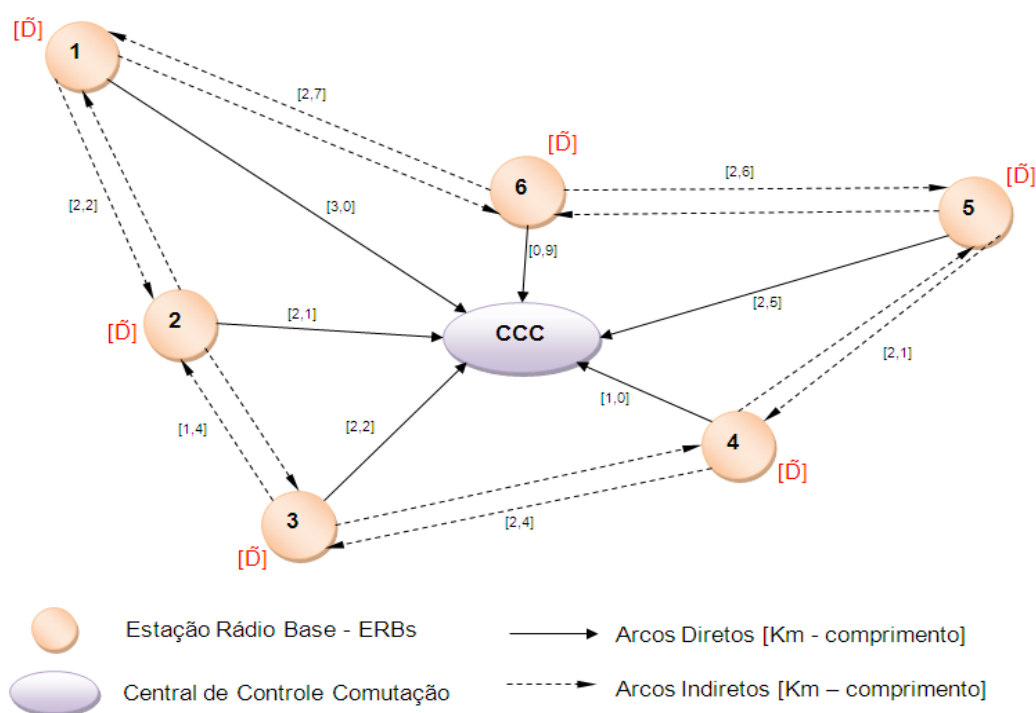 [D̃]
1
[2,7]
[D̃]
6
[2,6]
[D̃]
5
[2,2]
[3,0]
[0,9]
[2,5]
2
[D̃]
[2,1]
CCC
[2,1]
[1,0]
[1,4]
[2,2]
4
[D̃]
3
[D̃]
[2,4]
Estação Rádio Base - ERBs
Arcos Diretos [Km - comprimento]
Central de Controle Comutação
Arcos Indiretos [Km – comprimento]